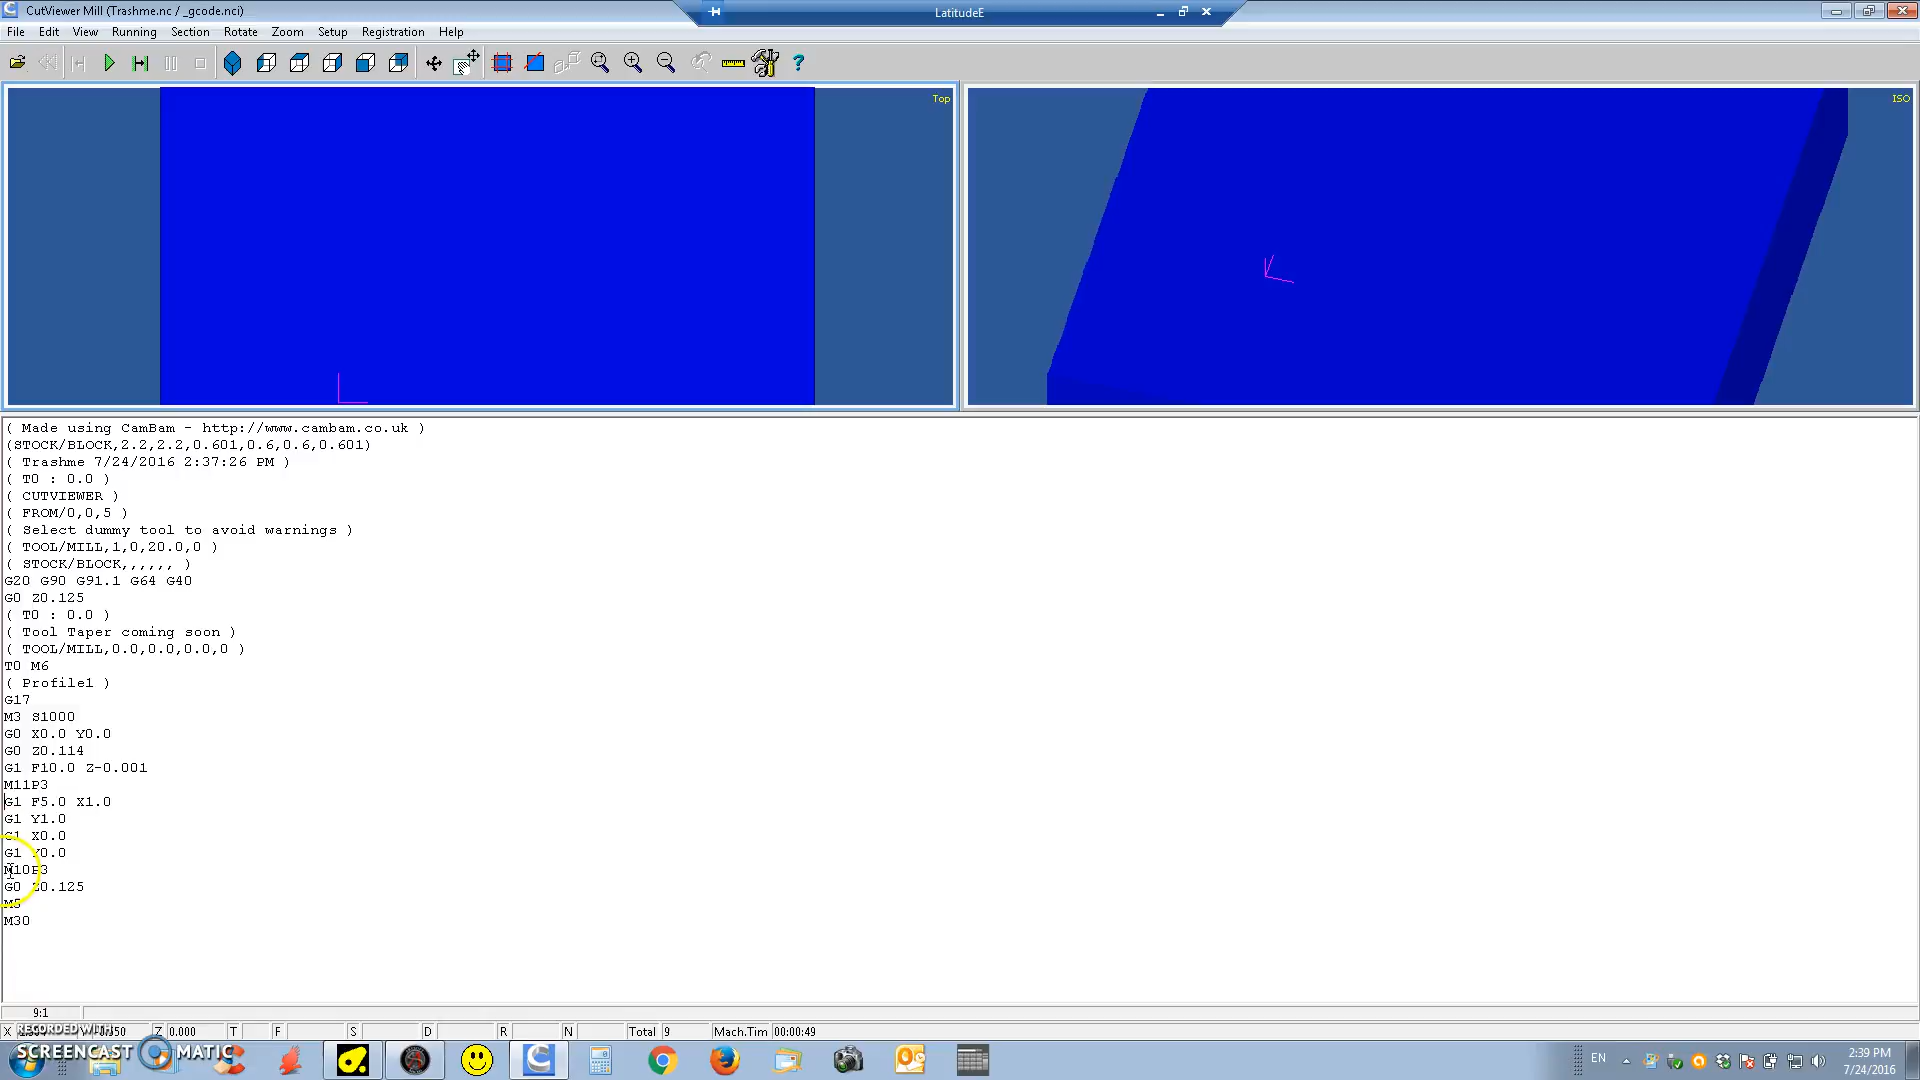 CutViewer Mill (Trashme.nc / _gcode.nci)
LatitudeE
File Edit View Running Section Rotate Zoom Setup Registration Help
Top
ISO
( Made using CamBam - http://www.cambam.co.uk )
(STOCK/BLOCK,2.2,2.2,0.601,0.6,0.6,0.601)
( Trashme 7/24/2016 2:37:26 PM )
( T0 : 0.0 )
( CUTVIEWER )
( FROM/0,0,5 )
( Select dummy tool to avoid warnings )
( TOOL/MILL,1,0,20.0,0 )
( STOCK/BLOCK,,,,,, )
G20 G90 G91.1 G64 G40
G0 Z0.125
( T0 : 0.0 )
( Tool Taper coming soon )
( TOOL/MILL,0.0,0.0,0.0,0 )
T0 M6
( Profile1 )
G17
M3 S1000
G0 X0.0 Y0.0
G0 Z0.114
G1 F10.0 Z-0.001
M11P3
G1 F5.0 X1.0
G1 Y1.0
G1 X0.0
G1 Y0.0
M10P3
G0 Z0.125
M5
M30
9:1
X Z 0.000 T F S D R N Total 9 Mach.Tim 00:00:49
RECORDED WITH
SCREENCAST MATIC
EN
2:39 PM
7/24/2016